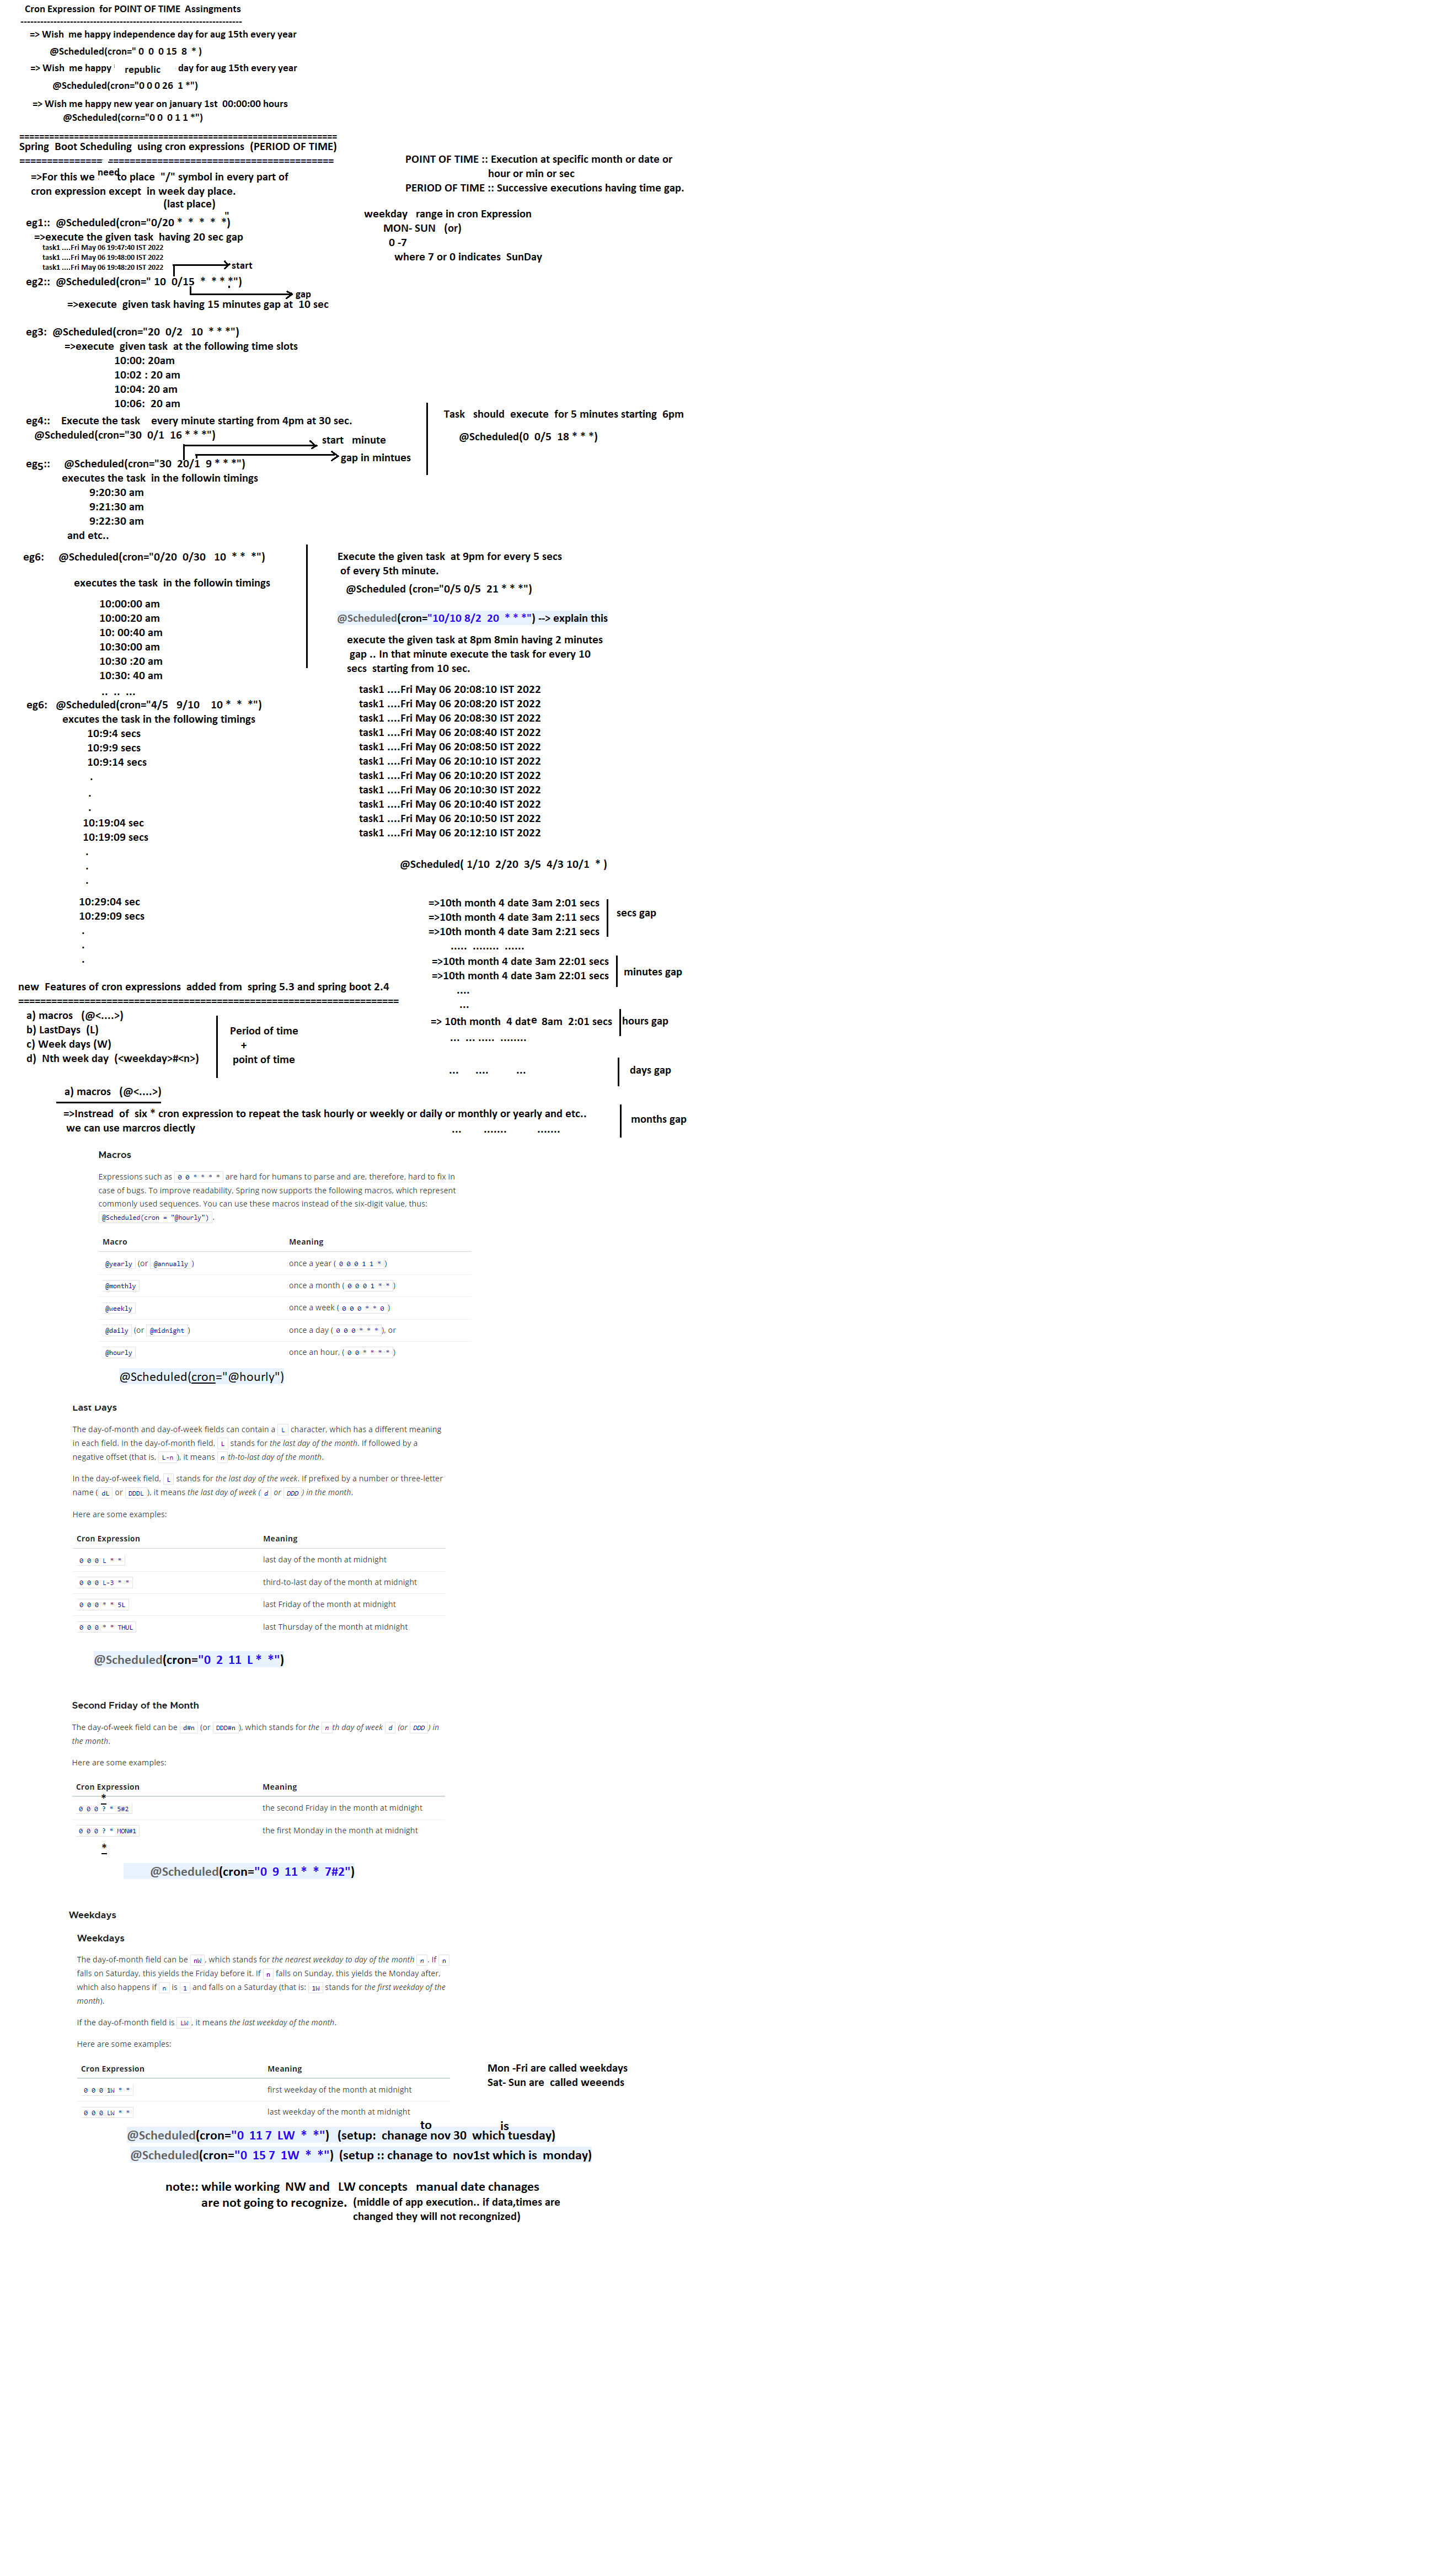 Cron Expression for POINT OF TIME Assingments
--------------------------------------------------------------------
=> Wish me happy independence day for aug 15th every year
@Scheduled(cron=" 0 0 0 15 8 * )
=> Wish me happy republic day for aug 15th every year
@Scheduled(cron="0 0 0 26 1 *")
=> Wish me happy new year on january 1st 00:00:00 hours
@Scheduled(corn="0 0 0 1 1 *")
==========================================================
Spring Boot Scheduling using cron expressions (PERIOD OF TIME)
=============== =========================================
=>For this we need to place "/" symbol in every part of
cron expression except in week day place.
(last place)
POINT OF TIME :: Execution at specific month or date or
hour or min or sec
PERIOD OF TIME :: Successive executions having time gap.
weekday range in cron Expression
MON- SUN (or)
0 -7
where 7 or 0 indicates SunDay
eg1:: @Scheduled(cron="0/20 * * * * *")
=>execute the given task having 20 sec gap
task1 ....Fri May 06 19:47:40 IST 2022
task1 ....Fri May 06 19:48:00 IST 2022
task1 ....Fri May 06 19:48:20 IST 2022
start
eg2:: @Scheduled(cron=" 10 0/15 * * * *")
gap
=>execute given task having 15 minutes gap at 10 sec
eg3: @Scheduled(cron="20 0/2 10 * * *")
=>execute given task at the following time slots
10:00: 20am
10:02 : 20 am
10:04: 20 am
10:06: 20 am
eg4:: Execute the task every minute starting from 4pm at 30 sec.
@Scheduled(cron="30 0/1 16 * * *")
start minute
gap in mintues
Task should execute for 5 minutes starting 6pm
@Scheduled(0 0/5 18 * * *)
eg5:: @Scheduled(cron="30 20/1 9 * * *")
executes the task in the followin timings
9:20:30 am
9:21:30 am
9:22:30 am
and etc..
eg6: @Scheduled(cron="0/20 0/30 10 * * *")
executes the task in the followin timings
10:00:00 am
10:00:20 am
10: 00:40 am
10:30:00 am
10:30 :20 am
10:30: 40 am
.. .. ...
Execute the given task at 9pm for every 5 secs
of every 5th minute.
@Scheduled (cron="0/5 0/5 21 * * *")
@Scheduled(cron="10/10 8/2 20 * * *") --> explain this
execute the given task at 8pm 8min having 2 minutes
gap .. In that minute execute the task for every 10
secs starting from 10 sec.
task1 ....Fri May 06 20:08:10 IST 2022
task1 ....Fri May 06 20:08:20 IST 2022
task1 ....Fri May 06 20:08:30 IST 2022
task1 ....Fri May 06 20:08:40 IST 2022
task1 ....Fri May 06 20:08:50 IST 2022
task1 ....Fri May 06 20:10:10 IST 2022
task1 ....Fri May 06 20:10:20 IST 2022
task1 ....Fri May 06 20:10:30 IST 2022
task1 ....Fri May 06 20:10:40 IST 2022
task1 ....Fri May 06 20:10:50 IST 2022
task1 ....Fri May 06 20:12:10 IST 2022
eg6: @Scheduled(cron="4/5 9/10 10 * * *")
excutes the task in the following timings
10:9:4 secs
10:9:9 secs
10:9:14 secs
.
.
.
10:19:04 sec
10:19:09 secs
.
.
.
10:29:04 sec
10:29:09 secs
.
.
.
@Scheduled( 1/10 2/20 3/5 4/3 10/1 * )
=>10th month 4 date 3am 2:01 secs
=>10th month 4 date 3am 2:11 secs
=>10th month 4 date 3am 2:21 secs
secs gap
..... ........ ......
=>10th month 4 date 3am 22:01 secs
=>10th month 4 date 3am 22:01 secs
minutes gap
....
...
=> 10th month 4 date 8am 2:01 secs
hours gap
... ... ..... ........
... .... ...
days gap
months gap
... ....... .......
new Features of cron expressions added from spring 5.3 and spring boot 2.4
======================================================================
a) macros (@<....>)
b) LastDays (L)
c) Week days (W)
d) Nth week day (<weekday>#<n>)
Period of time
+
point of time
a) macros (@<....>)
=>Instread of six * cron expression to repeat the task hourly or weekly or daily or monthly or yearly and etc..
we can use marcros diectly
Macros
Expressions such as 0 0 * * * * are hard for humans to parse and are, therefore, hard to fix in
case of bugs. To improve readability, Spring now supports the following macros, which represent
commonly used sequences. You can use these macros instead of the six-digit value, thus:
@Scheduled(cron = "@hourly") .
Macro Meaning
@yearly (or @annually ) once a year ( 0 0 0 1 1 * )
@monthly once a month ( 0 0 0 1 * * )
@weekly once a week ( 0 0 0 * * 0 )
@daily (or @midnight ) once a day ( 0 0 0 * * * ), or
@hourly once an hour, ( 0 0 * * * * )
@Scheduled(cron="@hourly")
Last Days
The day-of-month and day-of-week fields can contain a L character, which has a different meaning
in each field. In the day-of-month field, L stands for the last day of the month. If followed by a
negative offset (that is, L-n ), it means n th-to-last day of the month.
In the day-of-week field, L stands for the last day of the week. If prefixed by a number or three-letter
name ( dL or DDDL ), it means the last day of week ( d or DDD ) in the month.
Here are some examples:
Cron Expression Meaning
0 0 0 L * * last day of the month at midnight
0 0 0 L-3 * * third-to-last day of the month at midnight
0 0 0 * * 5L last Friday of the month at midnight
0 0 0 * * THUL last Thursday of the month at midnight
@Scheduled(cron="0 2 11 L * *")
Second Friday of the Month
The day-of-week field can be d#n (or DDD#n ), which stands for the n th day of week d (or DDD ) in
the month.
Here are some examples:
Cron Expression Meaning
*
0 0 0 ? * 5#2 the second Friday in the month at midnight
0 0 0 ? * MON#1 the first Monday in the month at midnight
*
@Scheduled(cron="0 9 11 * * 7#2")
Weekdays
Weekdays
The day-of-month field can be nW , which stands for the nearest weekday to day of the month n . If n
falls on Saturday, this yields the Friday before it. If n falls on Sunday, this yields the Monday after,
which also happens if n is 1 and falls on a Saturday (that is: 1W stands for the first weekday of the
month).
If the day-of-month field is LW , it means the last weekday of the month.
Here are some examples:
Cron Expression Meaning
0 0 0 1W * * first weekday of the month at midnight
0 0 0 LW * * last weekday of the month at midnight
Mon -Fri are called weekdays
Sat- Sun are called weeends
@Scheduled(cron="0 11 7 LW * *") (setup: chanage to nov 30 which is tuesday)
@Scheduled(cron="0 15 7 1W * *") (setup :: chanage to nov1st which is monday)
note:: while working NW and LW concepts manual date chanages
are not going to recognize. (middle of app execution.. if data,times are
changed they will not recongnized)